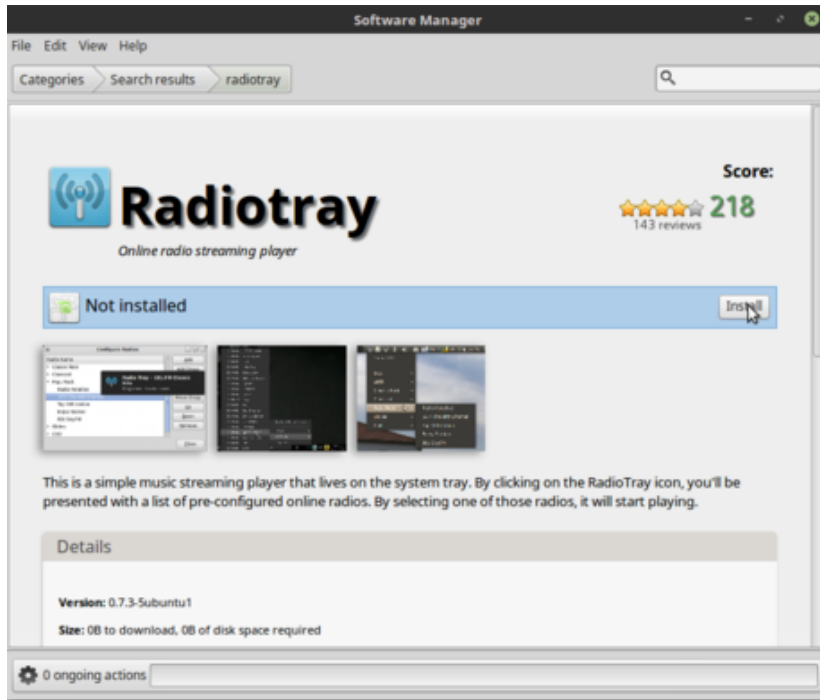 Software Manager
File Edit View Help
Categories Search results radiotray
Radiotray
Online radio streaming player
Score:
218
143 reviews
Not installed
Install
This is a simple music streaming player that lives on the system tray. By clicking on the RadioTray icon, you'll be
presented with a list of pre-configured online radios. By selecting one of those radios, it will start playing.
Details
Version: 0.7.3-5ubuntu1
Size: 0B to download, 0B of disk space required
0 ongoing actions